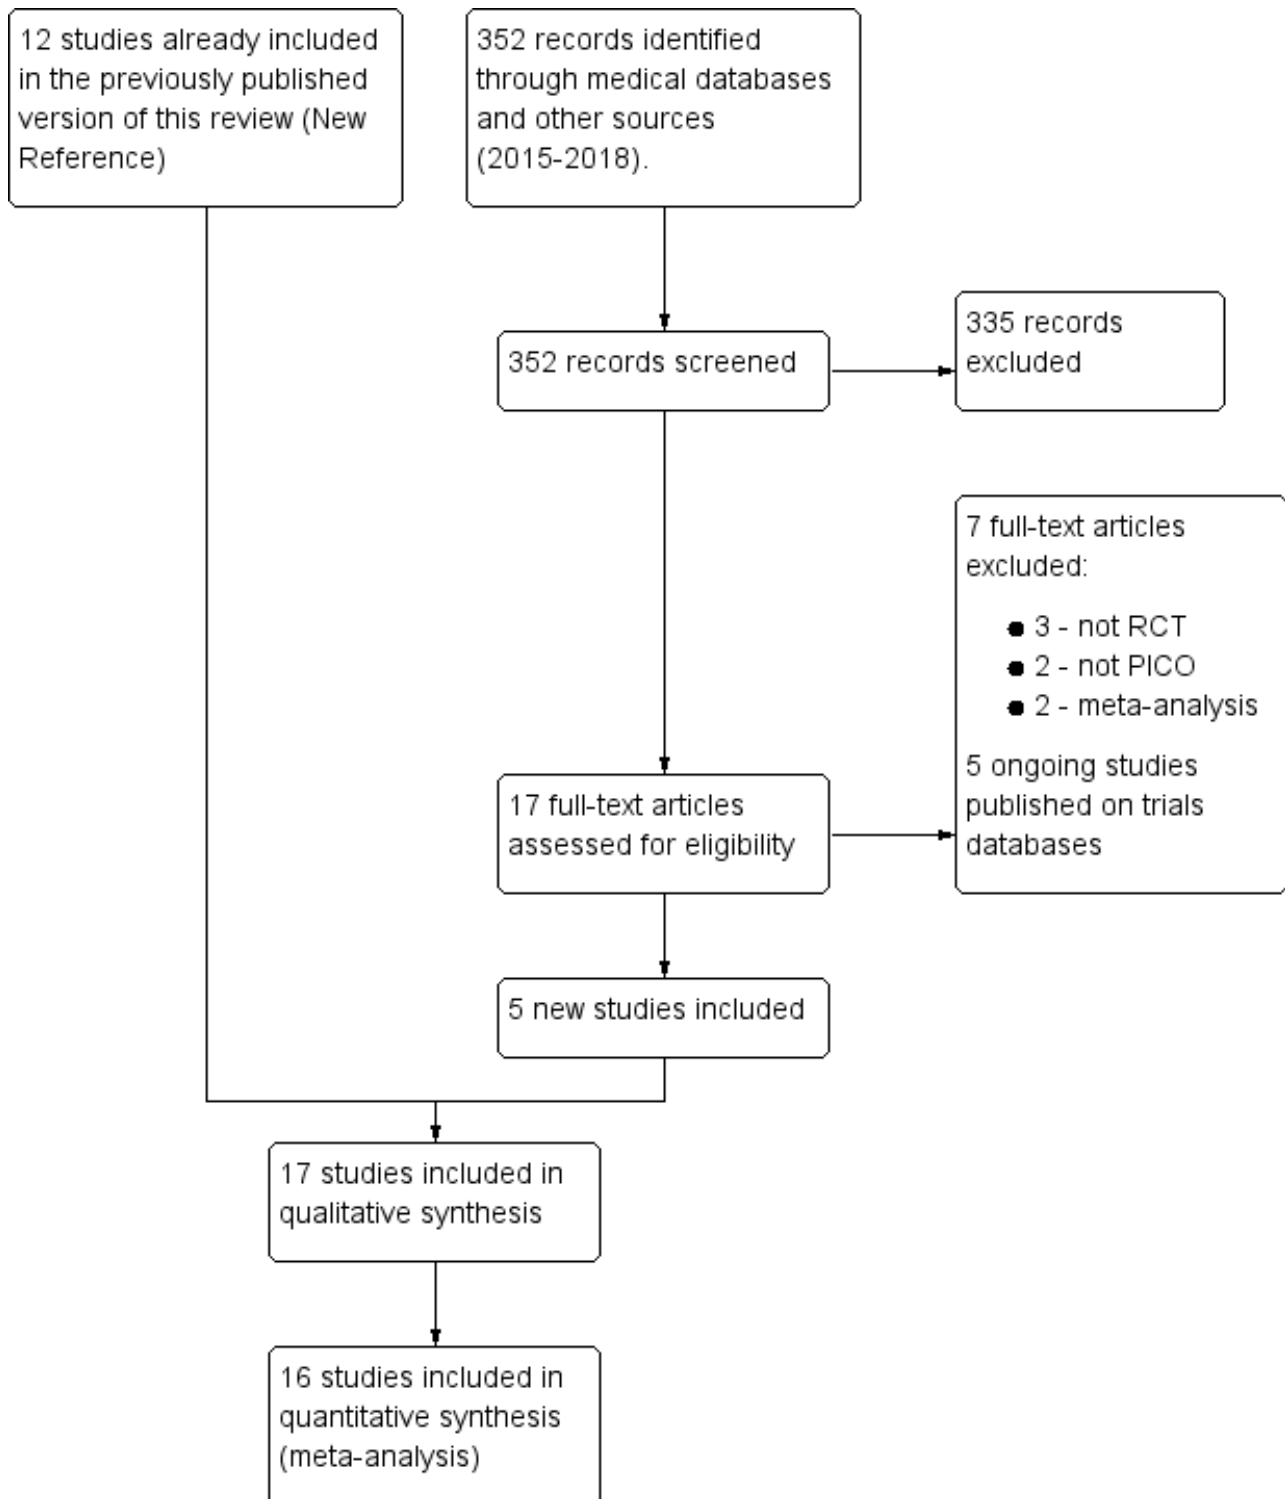 12 studies already included
in the previously published
version of this review (New
Reference)
352 records identified
through medical databases
and other sources
(2015-2018).
352 records screened
335 records
excluded
7 full-text articles
excluded:
● 3 - not RCT
● 2 - not PICO
● 2 - meta-analysis
5 ongoing studies
published on trials
databases
17 full-text articles
assessed for eligibility
5 new studies included
17 studies included in
qualitative synthesis
16 studies included in
quantitative synthesis
(meta-analysis)